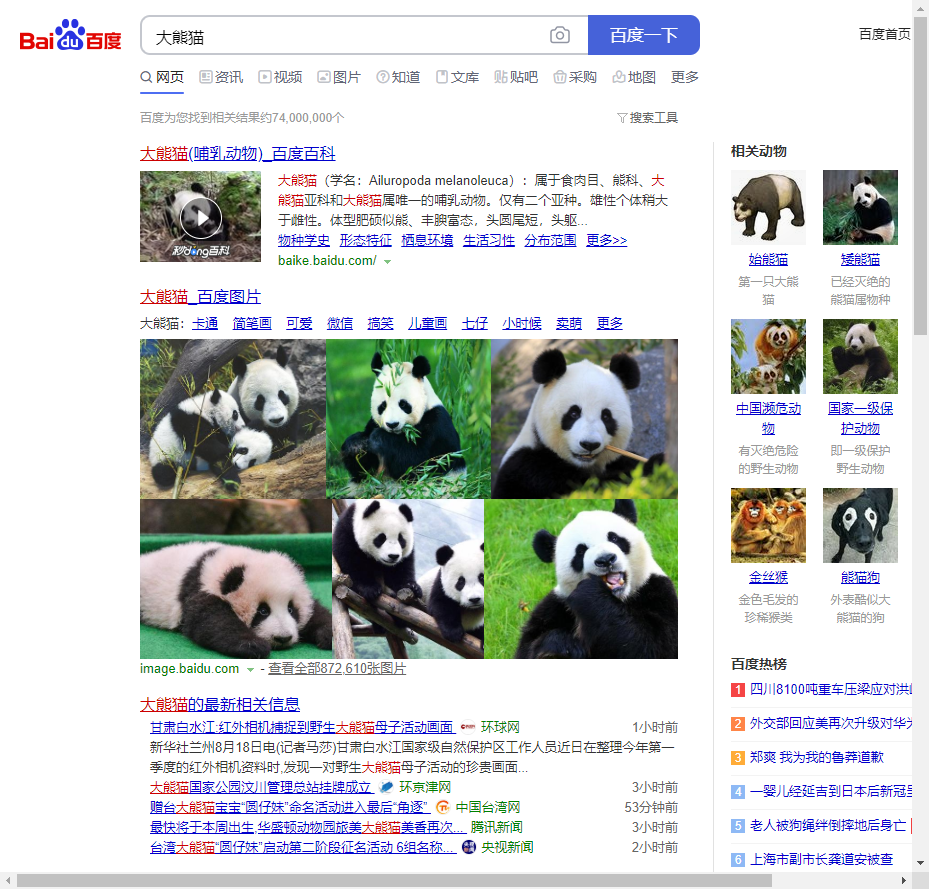 Bai du 百度
大熊猫
百度一下
百度首页
网页 资讯 视频 图片 知道 文库 贴吧 采购 地图 更多
百度为您找到相关结果约74,000,000个
搜索工具
大熊猫(哺乳动物)_百度百科
秒dǒng百科
大熊猫（学名：Ailuropoda melanoleuca）：属于食肉目、熊科、大
熊猫亚科和大熊猫属唯一的哺乳动物。仅有二个亚种。雄性个体稍大
于雌性。体型肥硕似熊、丰腴富态，头圆尾短，头躯...
物种学史 形态特征 栖息环境 生活习性 分布范围 更多>>
baike.baidu.com/
大熊猫_百度图片
大熊猫: 卡通 简笔画 可爱 微信 搞笑 儿童画 七仔 小时候 卖萌 更多
image.baidu.com - 查看全部872,610张图片
大熊猫的最新相关信息
甘肃白水江:红外相机捕捉到野生大熊猫母子活动画面 环球网 1小时前
新华社兰州8月18日电(记者马莎)甘肃白水江国家级自然保护区工作人员近日在整理今年第一
季度的红外相机资料时,发现一对野生大熊猫母子活动的珍贵画面...
大熊猫国家公园汶川管理总站挂牌成立 环京津网 3小时前
赠台大熊猫宝宝“圆仔妹”命名活动进入最后“角逐” 中国台湾网 53分钟前
最快将于本周出生,华盛顿动物园旅美大熊猫美香再次... 腾讯新闻 3小时前
台湾大熊猫“圆仔妹”启动第二阶段征名活动 6组名称... 央视新闻 2小时前
相关动物
始熊猫
第一只大熊
猫
矮熊猫
已经灭绝的
熊猫属物种
中国濒危动
物
有灭绝危险
的野生动物
国家一级保
护动物
即一级保护
野生动物
金丝猴
金色毛发的
珍稀猴类
熊猫狗
外表酷似大
熊猫的狗
百度热榜
1 四川8100吨重车压梁应对洪
2 外交部回应美再次升级对华
3 郑爽 我为我的鲁莽道歉
4 一婴儿经延吉到日本后新冠
5 老人被狗绳绊倒摔地后身亡
6 上海市副市长龚道安被查